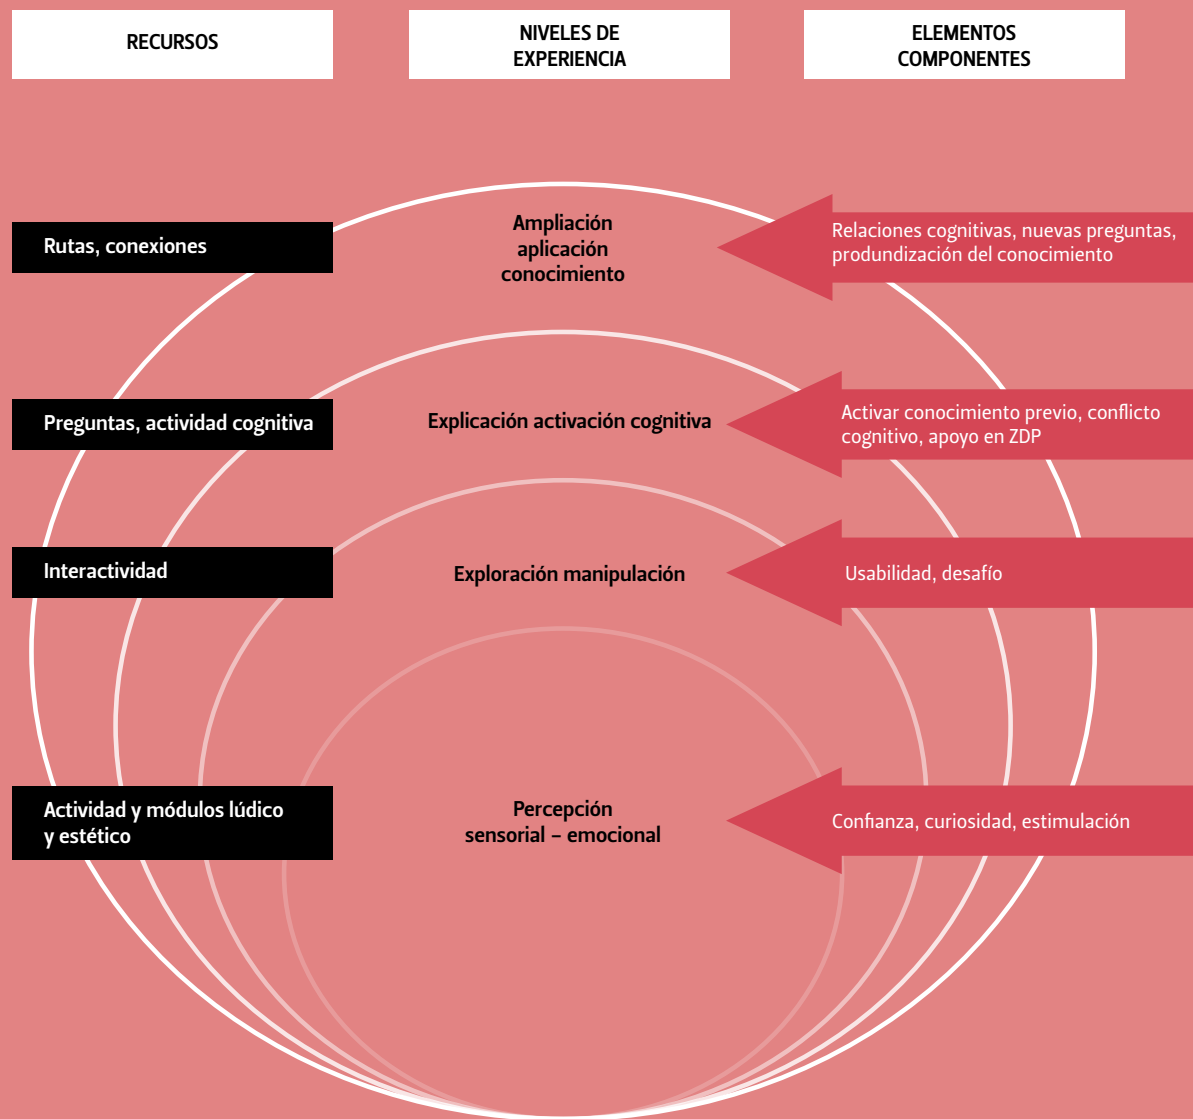 RECURSOS
NIVELES DE
EXPERIENCIA
ELEMENTOS
COMPONENTES
Rutas, conexiones
Ampliación
aplicación
conocimiento
Relaciones cognitivas, nuevas preguntas,
produndización del conocimiento
Preguntas, actividad cognitiva
Explicación activación cognitiva
Activar conocimiento previo, conflicto
cognitivo, apoyo en ZDP
Interactividad
Exploración manipulación
Usabilidad, desafío
Actividad y módulos lúdico
y estético
Percepción
sensorial – emocional
Confianza, curiosidad, estimulación